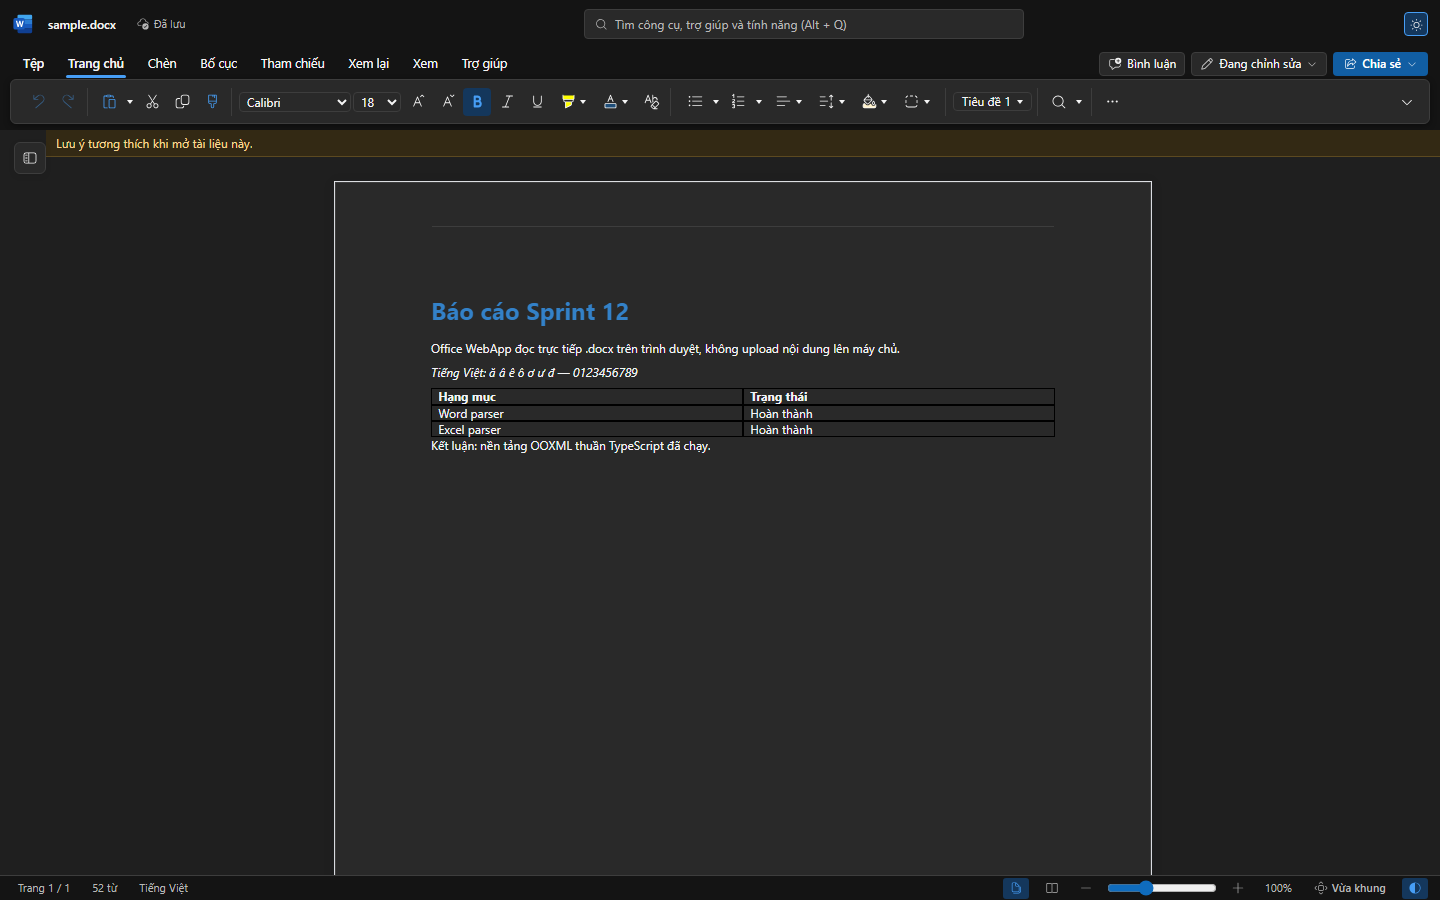 W sample.docx Đã lưu
Tìm công cụ, trợ giúp và tính năng (Alt + Q)
Tệp Trang chủ Chèn Bố cục Tham chiếu Xem lại Xem Trợ giúp
Bình luận Đang chỉnh sửa Chia sẻ
Calibri 18 A A B I U A Tiêu đề 1
Lưu ý tương thích khi mở tài liệu này.
Báo cáo Sprint 12
Office WebApp đọc trực tiếp .docx trên trình duyệt, không upload nội dung lên máy chủ.
Tiếng Việt: ă â ê ô ơ ư đ — 0123456789
Hạng mục Trạng thái
Word parser Hoàn thành
Excel parser Hoàn thành
Kết luận: nền tảng OOXML thuần TypeScript đã chạy.
Trang 1 / 1 52 từ Tiếng Việt
100% Vừa khung